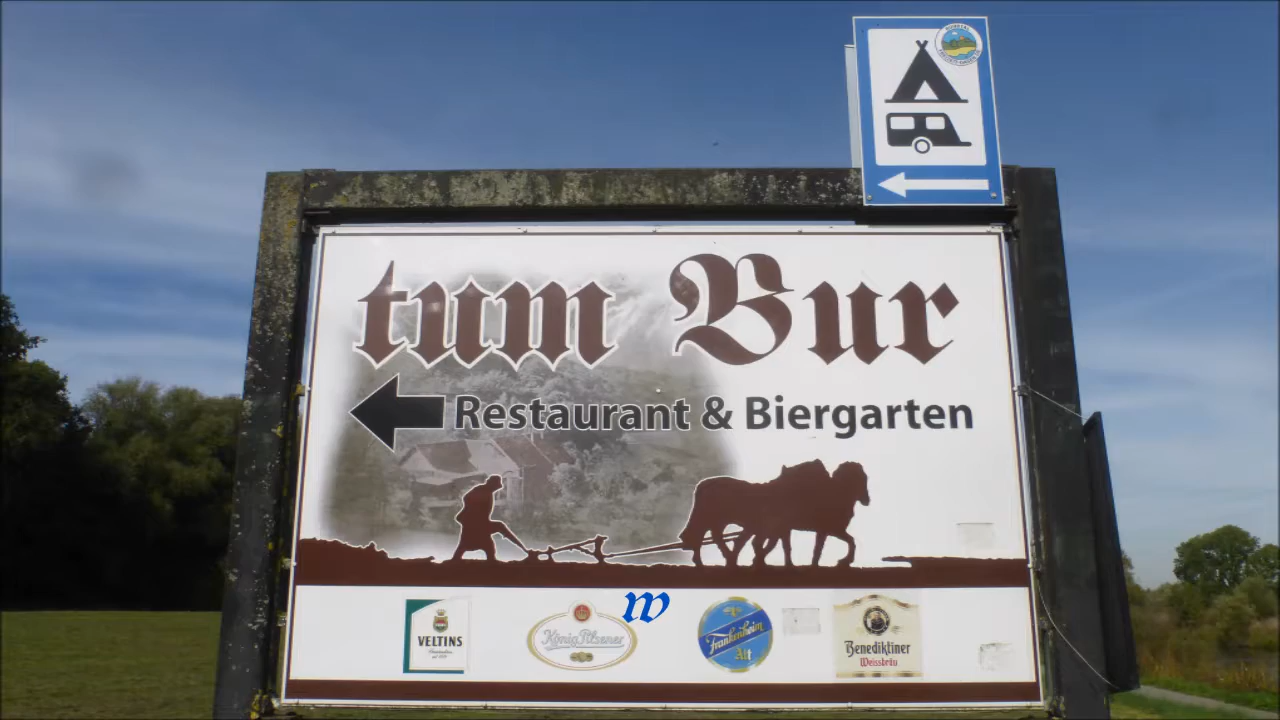 tum Bur
Restaurant & Biergarten
VELTINS
König Pilsener
w
Frankenheim
Alt
Benediktiner
Weissbräu